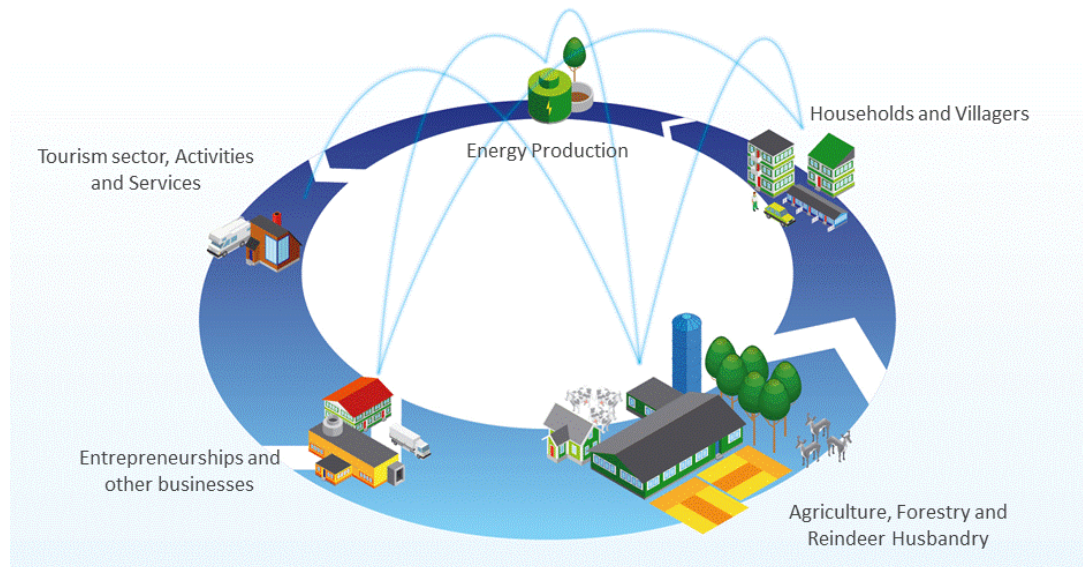 Energy Production
Households and Villagers
Tourism sector, Activities
and Services
Entrepreneurships and
other businesses
Agriculture, Forestry and
Reindeer Husbandry